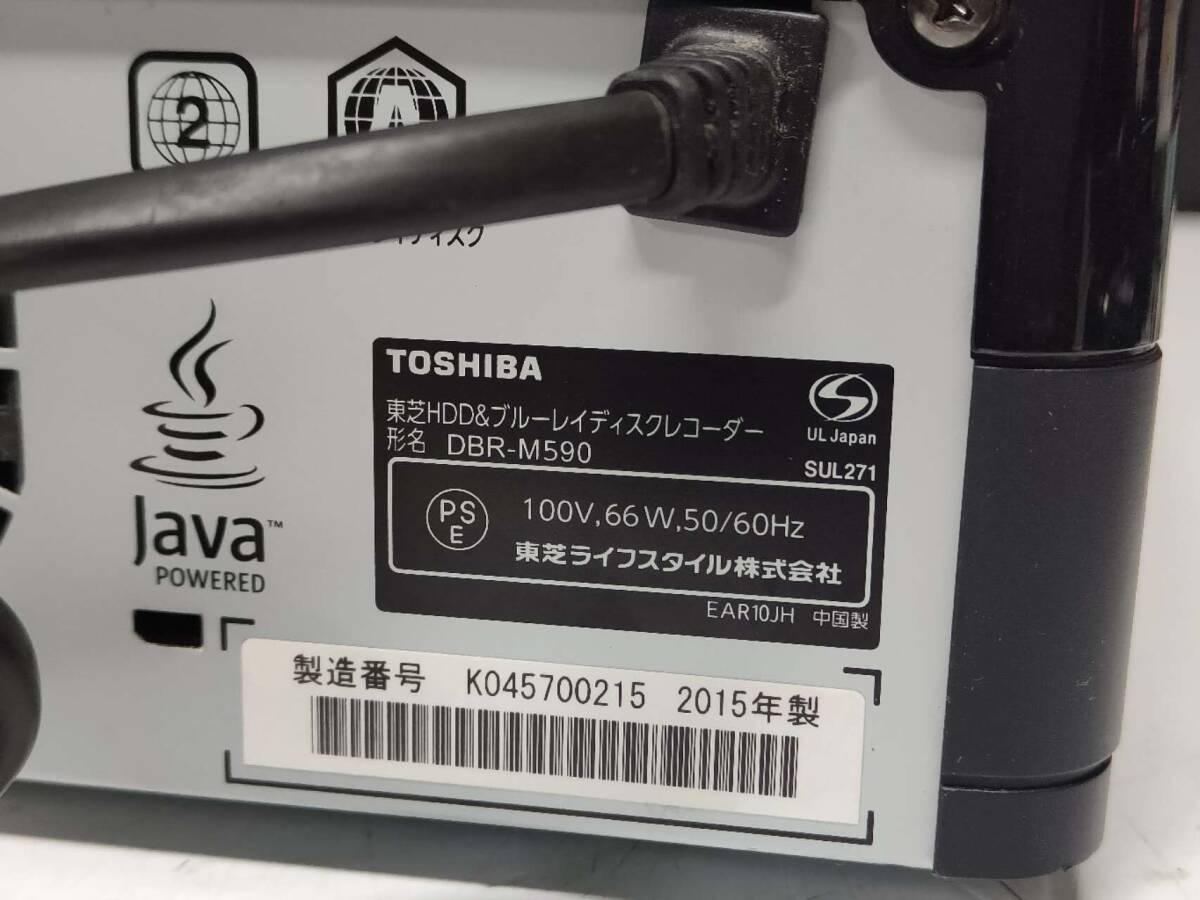 2
A
ディスク
Java™
POWERED
TOSHIBA
東芝HDD&ブルーレイディスクレコーダー
形名 DBR-M590
UL Japan
SUL271
PS
E
100V,66W,50/60Hz
東芝ライフスタイル株式会社
EAR10JH 中国製
製造番号 K045700215 2015年製